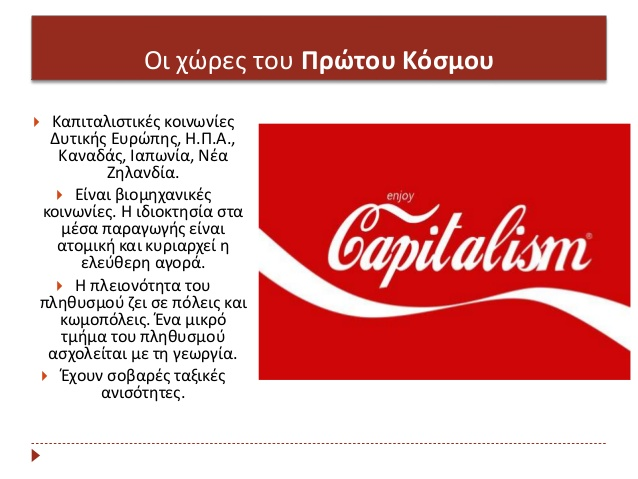 Οι χώρες του Πρώτου Κόσμου
Καπιταλιστικές κοινωνίες
Δυτικής Ευρώπης, Η.Π.Α.,
Καναδάς, Ιαπωνία, Νέα
Ζηλανδία.
Είναι βιομηχανικές
κοινωνίες. Η ιδιοκτησία στα
μέσα παραγωγής είναι
ατομική και κυριαρχεί η
ελεύθερη αγορά.
Η πλειονότητα του
πληθυσμού ζει σε πόλεις και
κωμοπόλεις. Ένα μικρό
τμήμα του πληθυσμού
ασχολείται με τη γεωργία.
Έχουν σοβαρές ταξικές
ανισότητες.
enjoy
Capitalism®